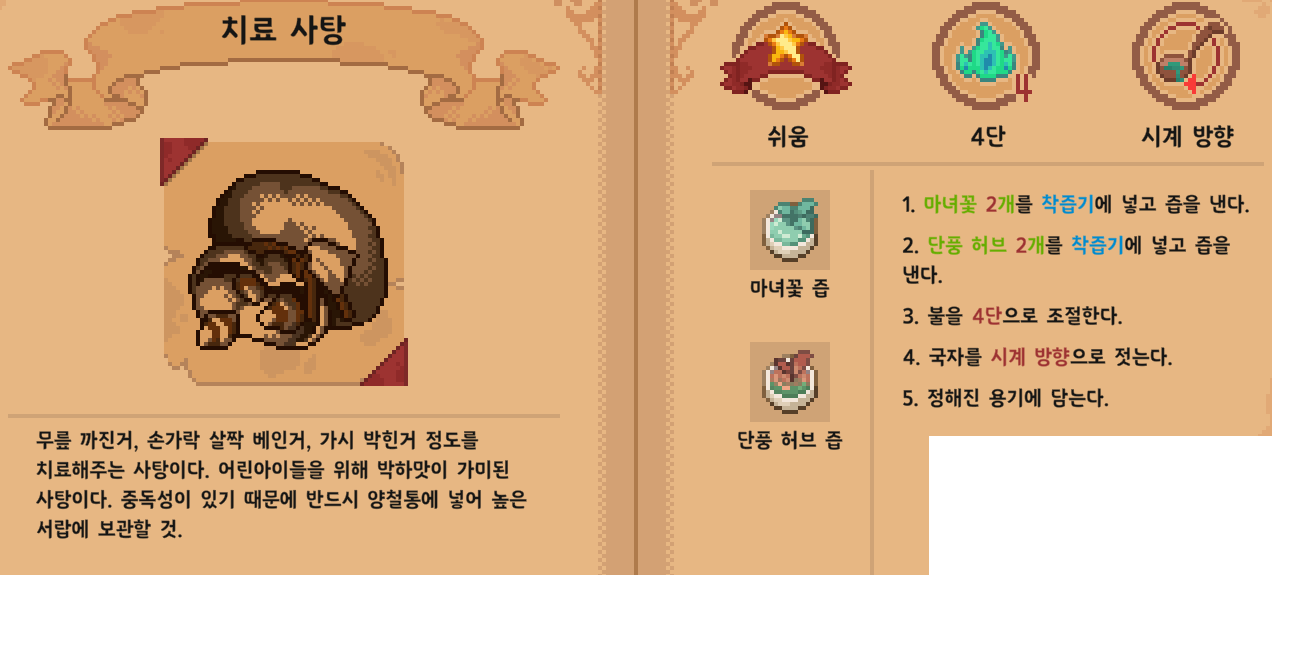 치료 사탕
무릎 까진거, 손가락 살짝 베인거, 가시 박힌거 정도를
치료해주는 사탕이다. 어린아이들을 위해 박하맛이 가미된
사탕이다. 중독성이 있기 때문에 반드시 양철통에 넣어 높은
서랍에 보관할 것.
4
쉬움
4단
시계 방향
마녀꽃 즙
단풍 허브 즙
1. 마녀꽃 2개를 착즙기에 넣고 즙을 낸다.
2. 단풍 허브 2개를 착즙기에 넣고 즙을
낸다.
3. 불을 4단으로 조절한다.
4. 국자를 시계 방향으로 젓는다.
5. 정해진 용기에 담는다.